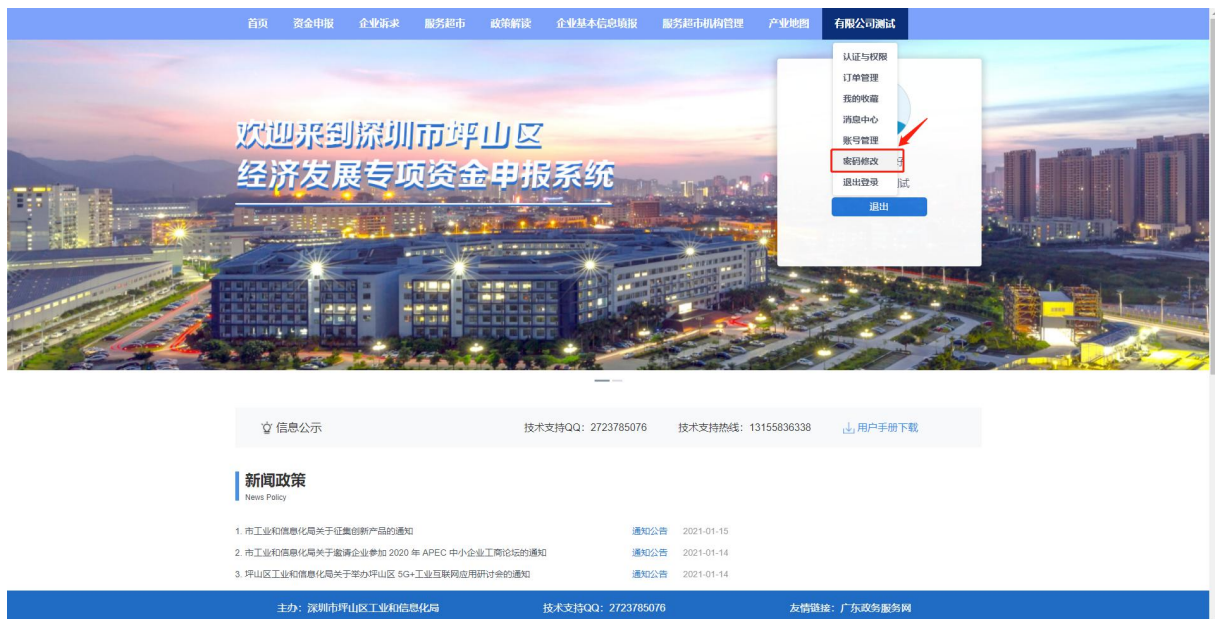 首页 资金申报 企业诉求 服务超市 政策解读 企业基本信息填报 服务超市机构管理 产业地图 有限公司测试
认证与权限
订单管理
我的收藏
消息中心
账号管理
密码修改
退出登录
试
退出
欢迎来到深圳市坪山区
经济发展专项资金申报系统
信息公示 技术支持QQ：2723785076 技术支持热线：13155836338 用户手册下载
新闻政策
News Policy
1. 市工业和信息化局关于征集创新产品的通知 通知公告 2021-01-15
2. 市工业和信息化局关于邀请企业参加 2020 年 APEC 中小企业工商论坛的通知 通知公告 2021-01-14
3. 坪山区工业和信息化局关于举办坪山区 5G+工业互联网应用研讨会的通知 通知公告 2021-01-14
主办：深圳市坪山区工业和信息化局 技术支持QQ：2723785076 友情链接：广东政务服务网